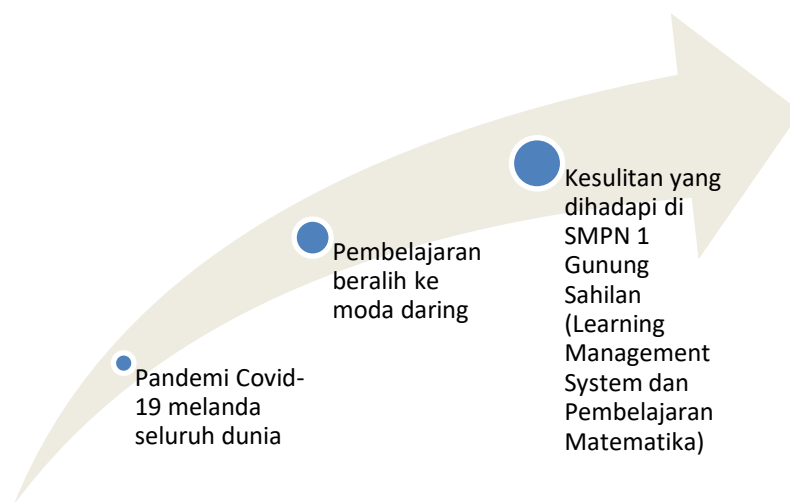 Pandemi Covid-
19 melanda
seluruh dunia
Pembelajaran
beralih ke
moda daring
Kesulitan yang
dihadapi di
SMPN 1
Gunung
Sahilan
(Learning
Management
System dan
Pembelajaran
Matematika)